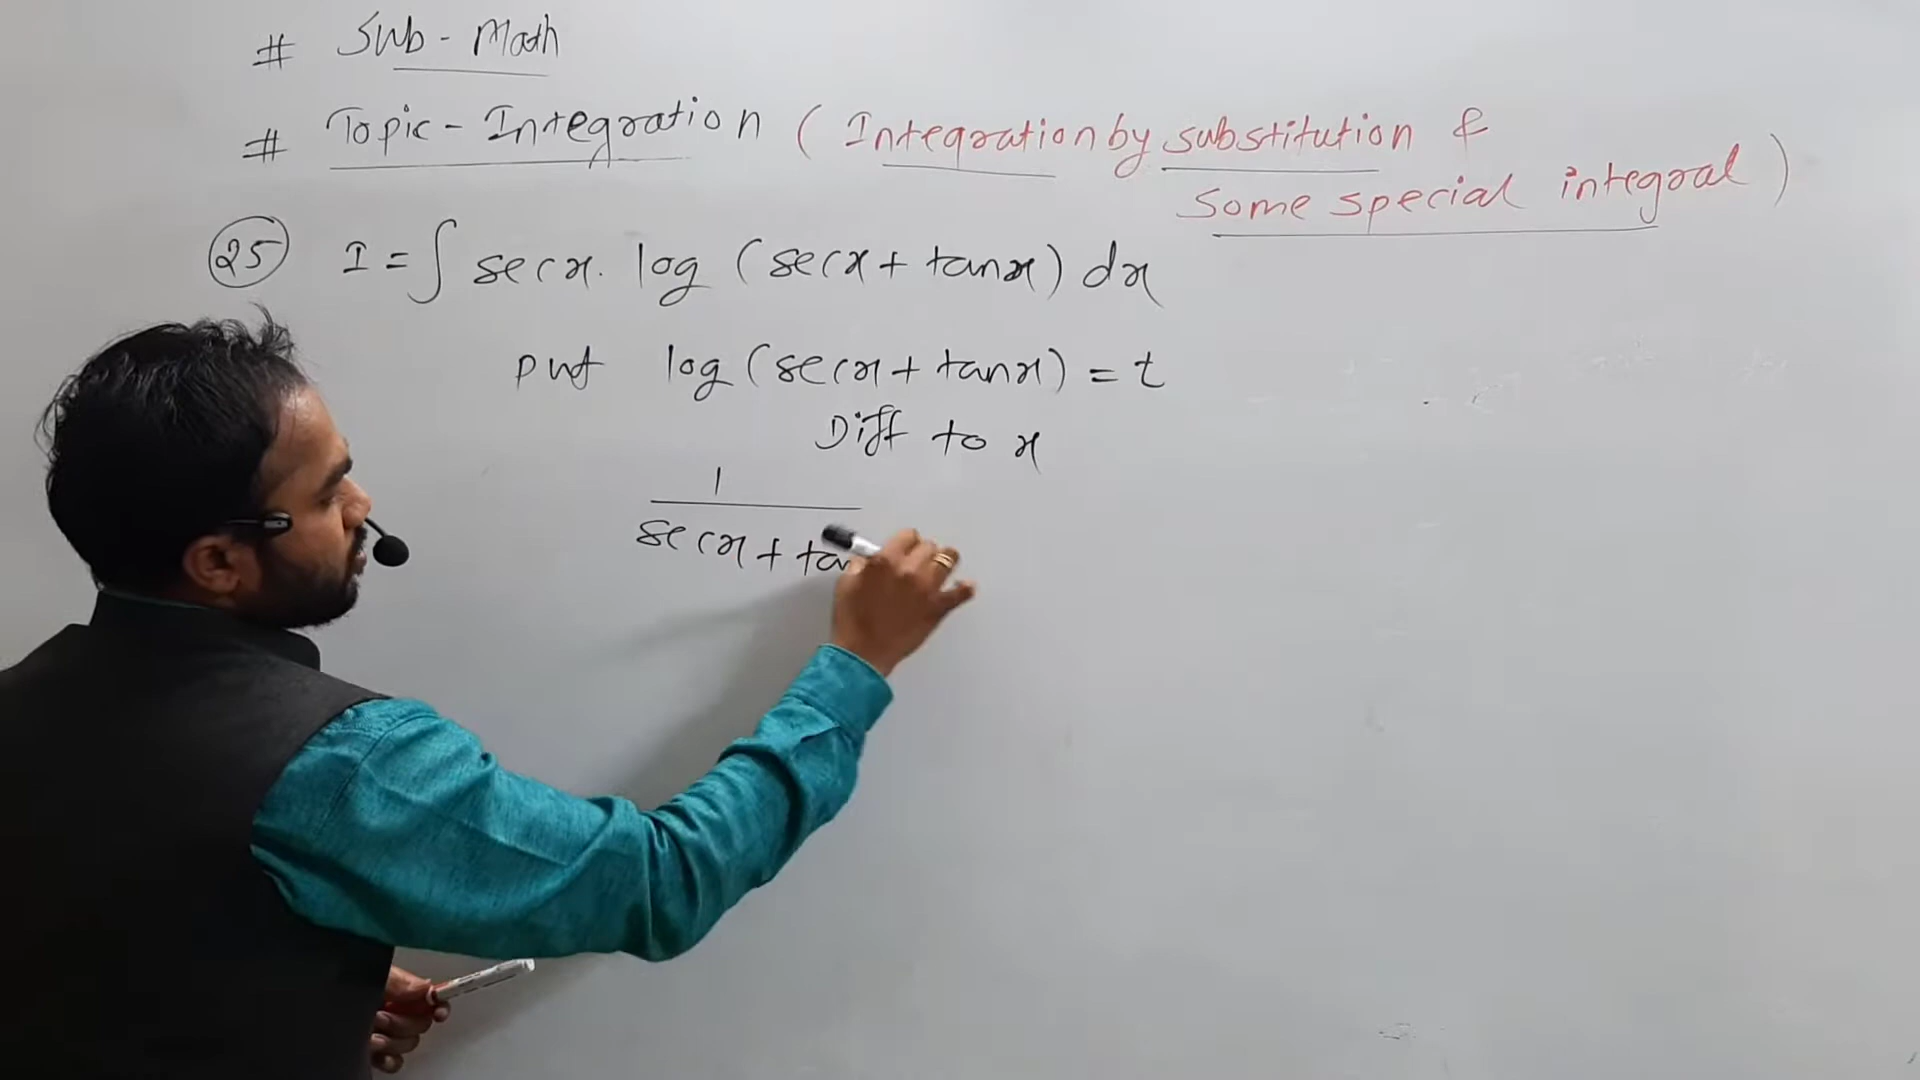 # Sub - Math
# Topic - Integration ( Integration by substitution &
Some special integral )
25 I = ∫ secx. log (secx + tanx) dx
put log (secx + tanx) = t
Diff to x
1
secx + tan